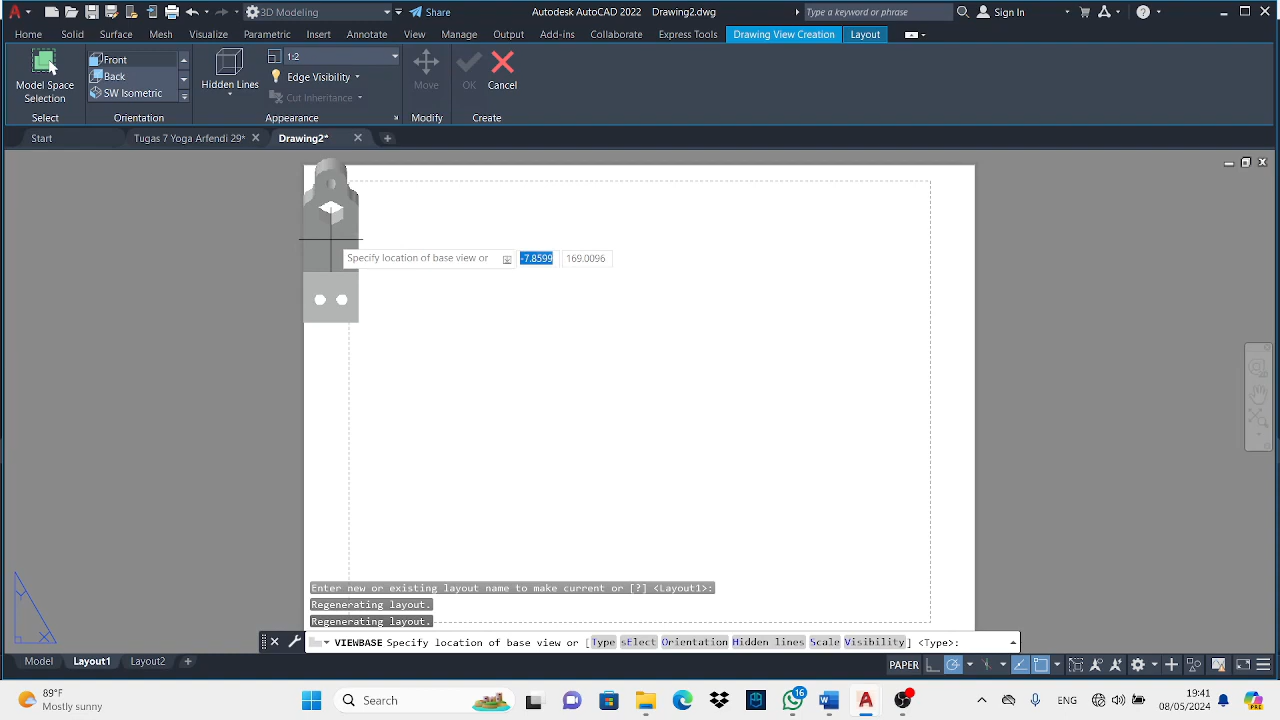 3D Modeling
Share
Autodesk AutoCAD 2022 Drawing2.dwg
Type a keyword or phrase
Sign In
Home Solid Surface Mesh Visualize Parametric Insert Annotate View Manage Output Add-ins Collaborate Express Tools Drawing View Creation Layout
Front
Back
SW Isometric
1:2
Edge Visibility
Cut Inheritance
Model Space
Selection
Hidden Lines
Move
OK
Cancel
Select
Orientation
Appearance
Modify
Create
Start
Tugas 7 Yoga Arfendi 29*
Drawing2*
Specify location of base view or
-7.8599
169.0096
Enter new or existing layout name to make current or [?] <Layout1>:
Regenerating layout.
Regenerating layout.
VIEWBASE Specify location of base view or [Type sElect Orientation Hidden lines Scale Visibility] <Type>:
Y
X
Model Layout1 Layout2
PAPER
89°F
Mostly sunny
Search
16
ENG
19:41
08/05/2024
PRE